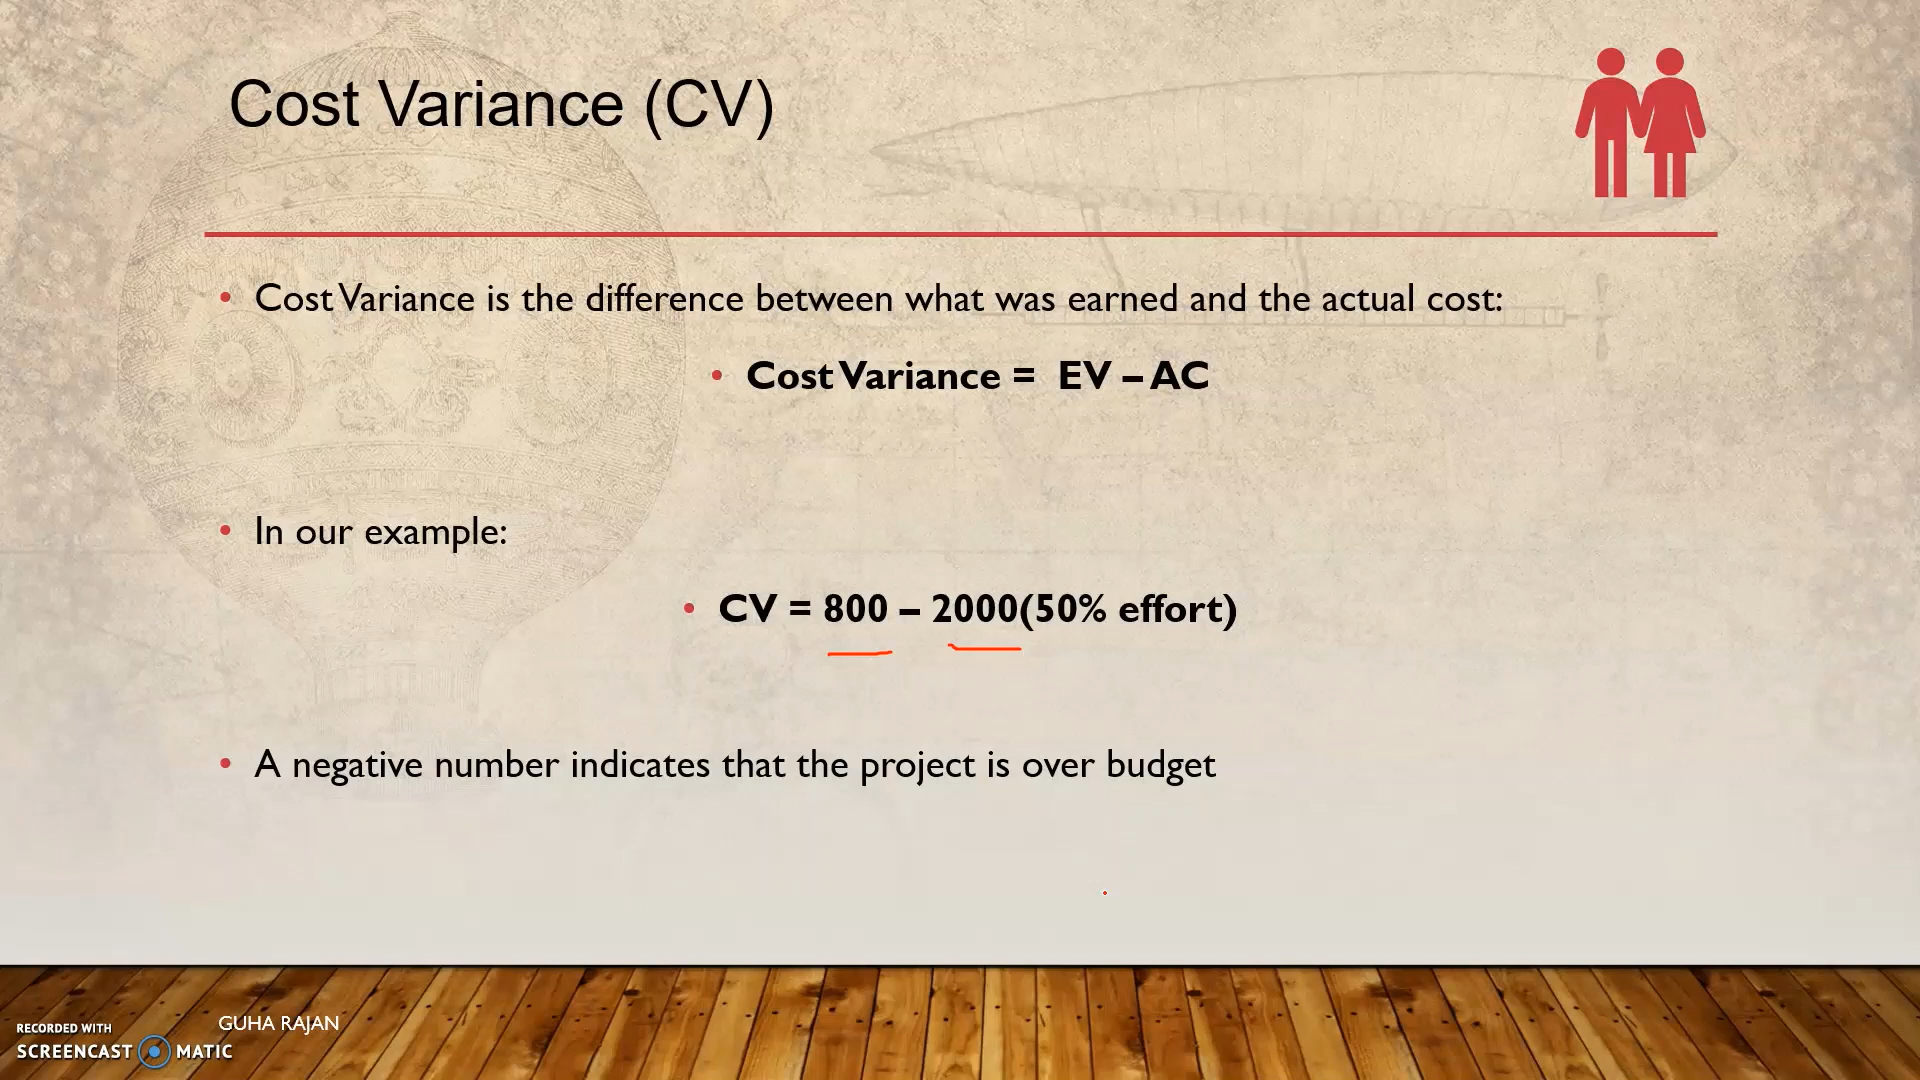 Cost Variance (CV)
• Cost Variance is the difference between what was earned and the actual cost:
• Cost Variance = EV – AC
• In our example:
• CV = 800 – 2000(50% effort)
• A negative number indicates that the project is over budget
GUHA RAJAN
RECORDED WITH
SCREENCAST MATIC